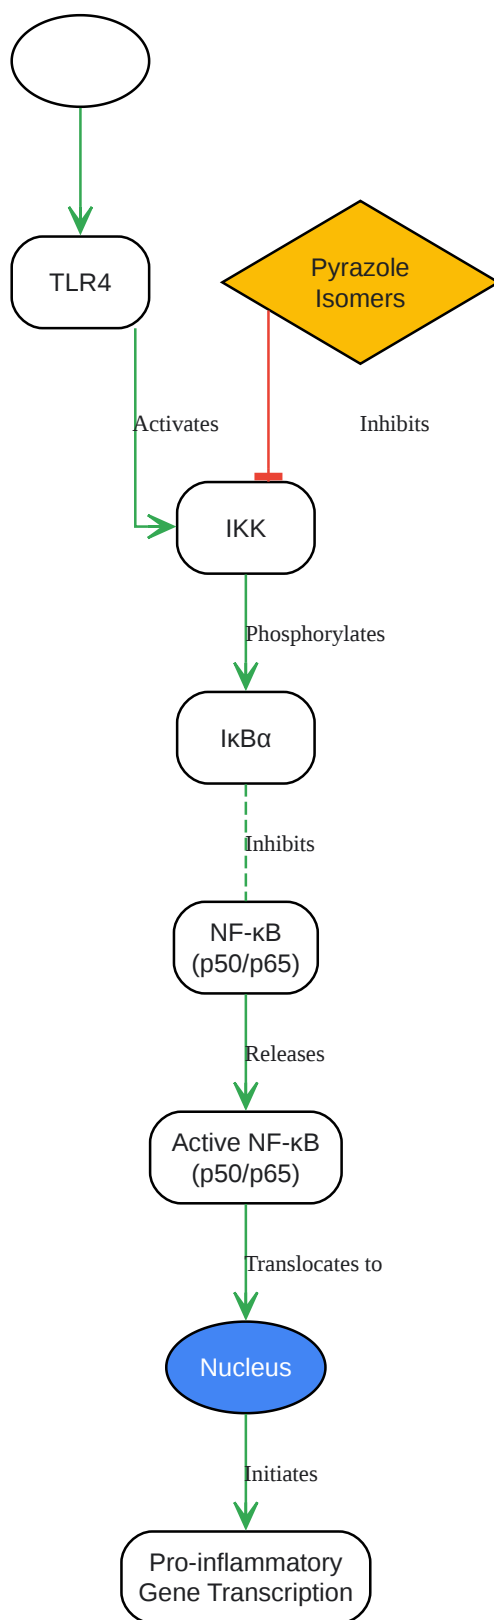 TLR4
Pyrazole
Isomers
Activates
Inhibits
IKK
Phosphorylates
IκBα
Inhibits
NF-κB
(p50/p65)
Releases
Active NF-κB
(p50/p65)
Translocates to
Nucleus
Initiates
Pro-inflammatory
Gene Transcription